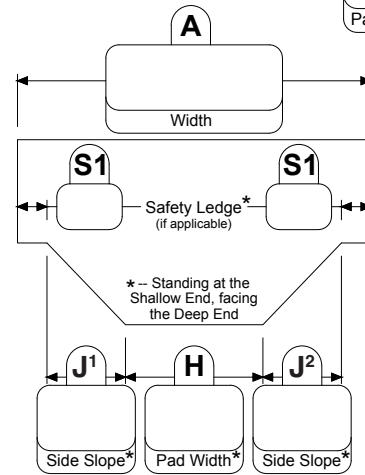 Pa
A
Width
S1 S1
Safety Ledge*
(if applicable)
* -- Standing at the
Shallow End, facing
the Deep End
J¹ H J²
Side Slope* Pad Width* Side Slope*